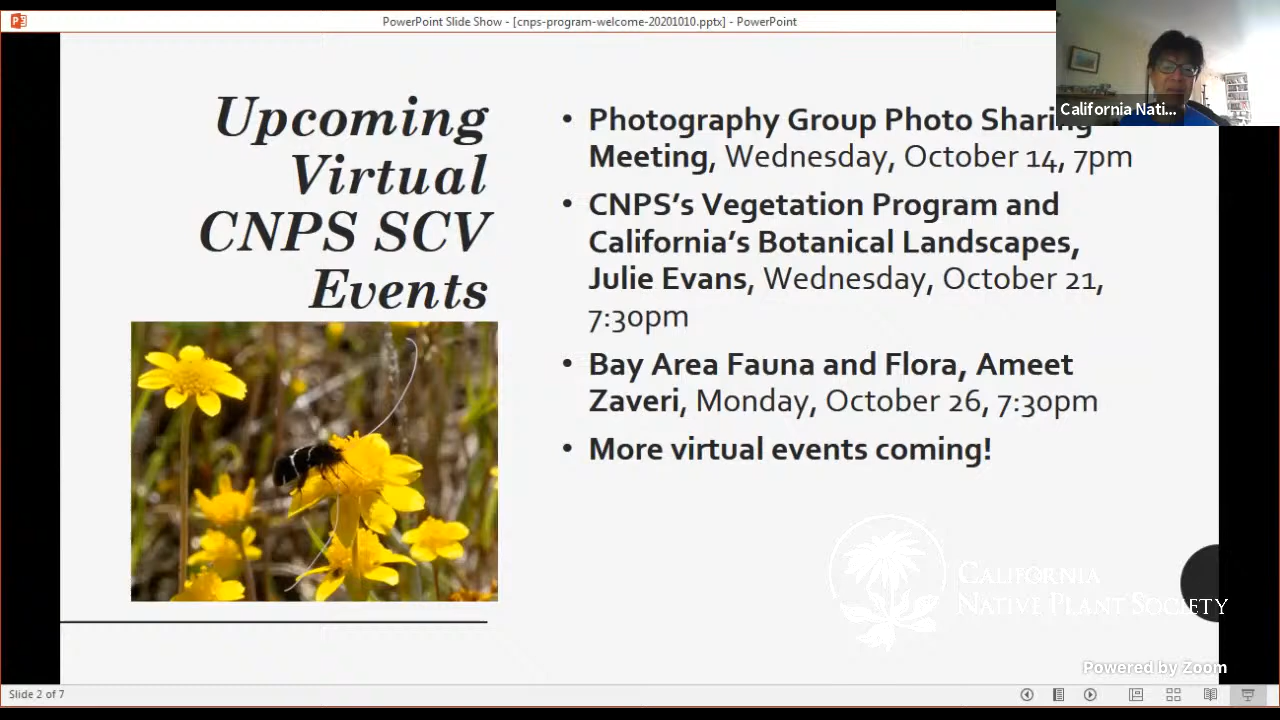 PowerPoint Slide Show - [cnps-program-welcome-20201010.pptx] - PowerPoint
California Nati...
Upcoming
Virtual
CNPS SCV
Events
• Photography Group Photo Sharing
Meeting, Wednesday, October 14, 7pm
• CNPS’s Vegetation Program and
California’s Botanical Landscapes,
Julie Evans, Wednesday, October 21,
7:30pm
• Bay Area Fauna and Flora, Ameet
Zaveri, Monday, October 26, 7:30pm
• More virtual events coming!
CALIFORNIA
NATIVE PLANT SOCIETY
Powered by Zoom
Slide 2 of 7